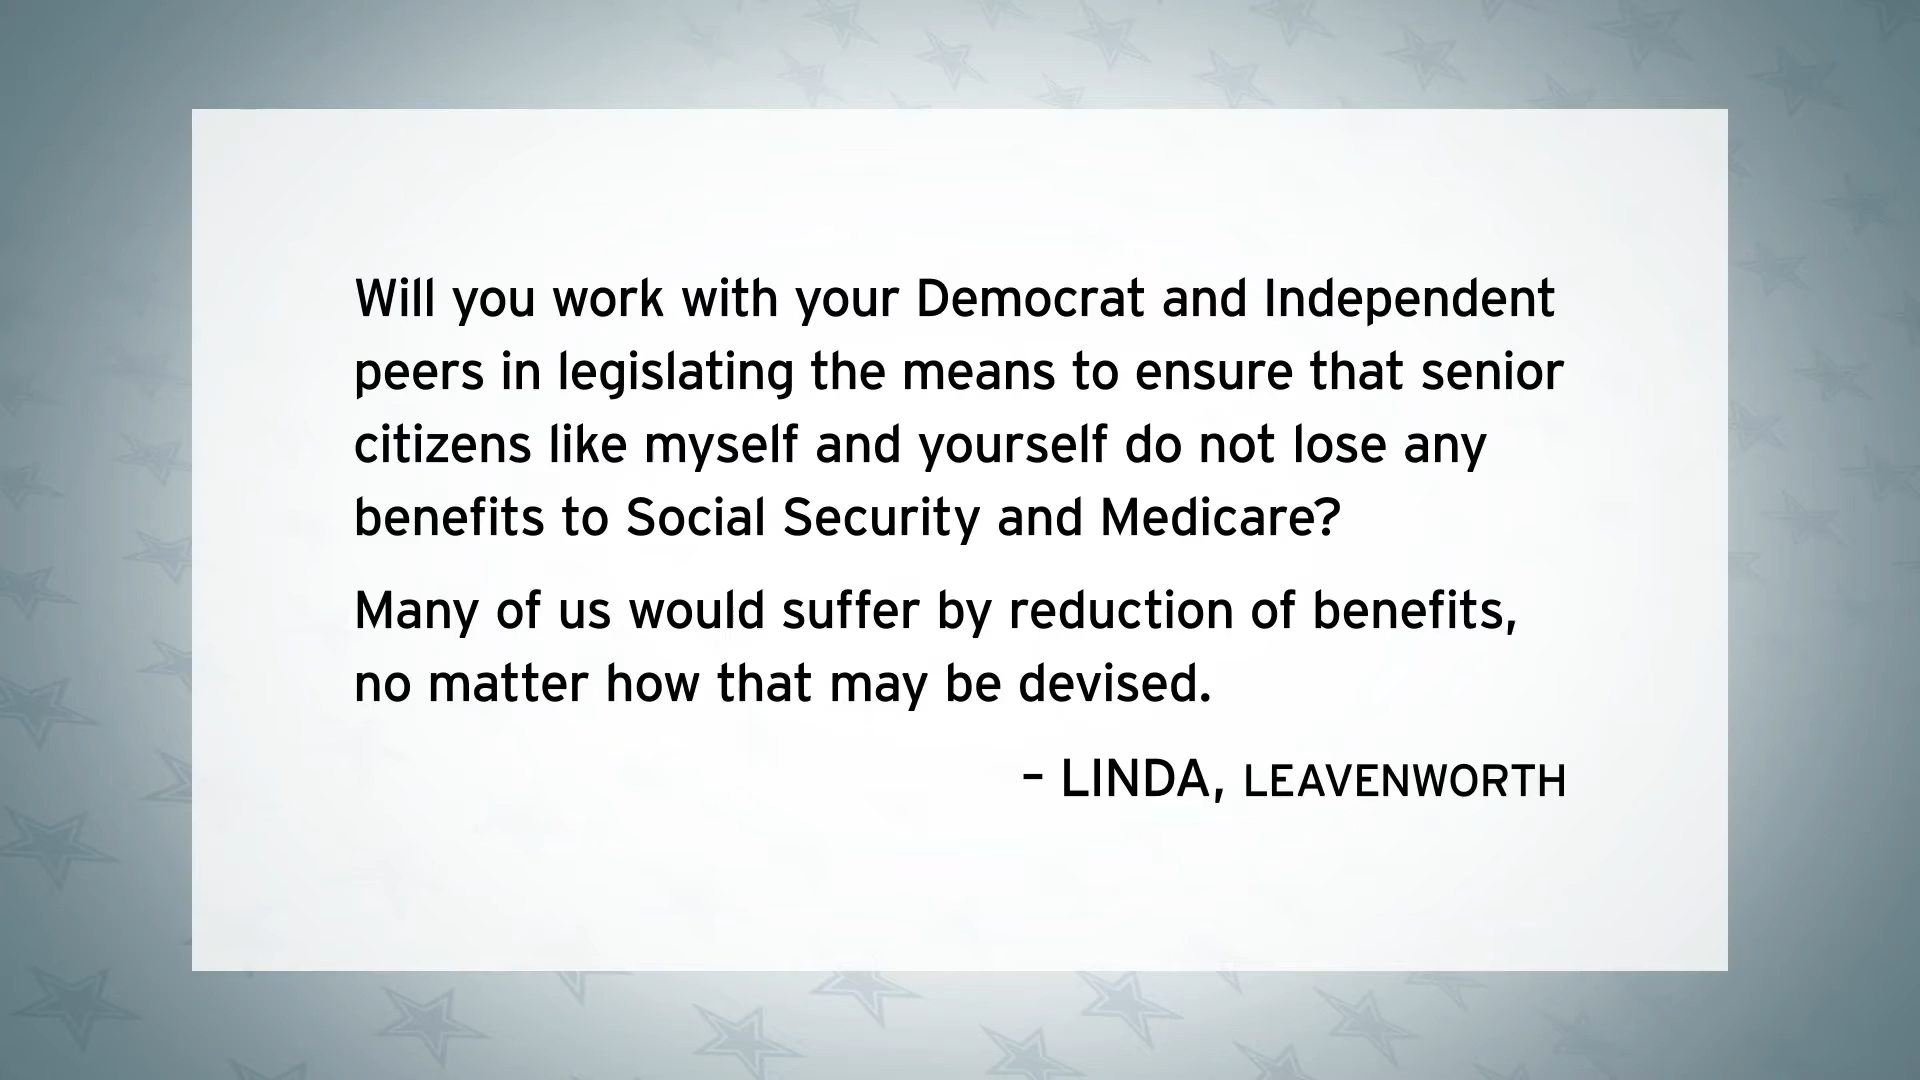 Will you work with your Democrat and Independent
peers in legislating the means to ensure that senior
citizens like myself and yourself do not lose any
benefits to Social Security and Medicare?
Many of us would suffer by reduction of benefits,
no matter how that may be devised.
– LINDA, LEAVENWORTH